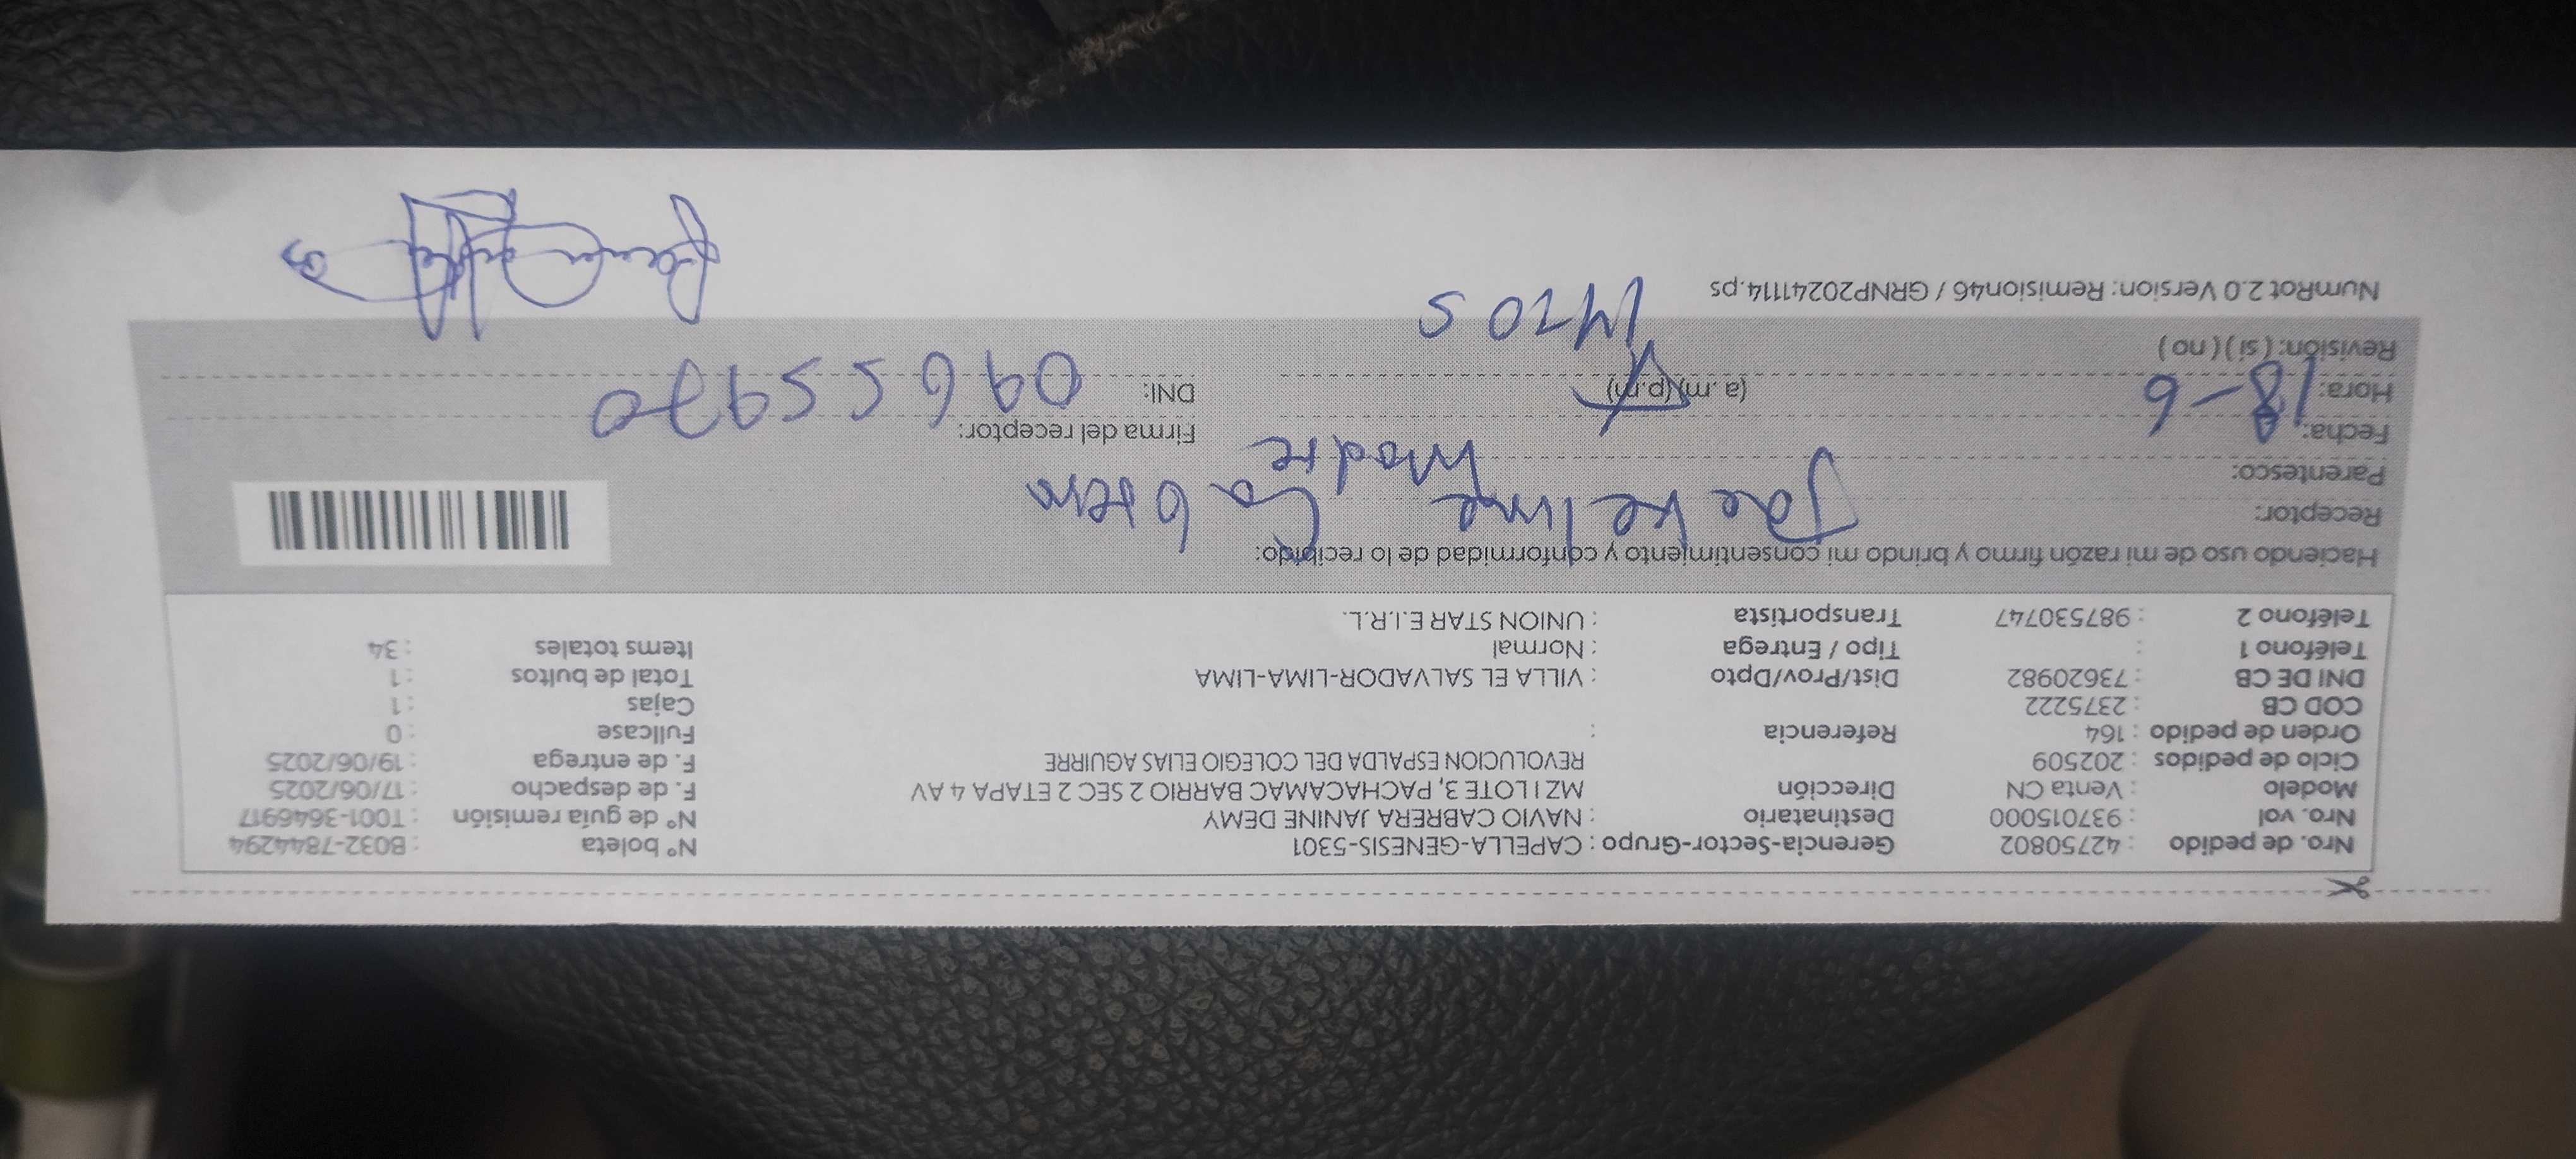 Nro. de pedido : 42750802 Gerencia-Sector-Grupo : CAPELLA-GENESIS-5301 N° boleta : B032-7844294
Nro. vol : 937015000 Destinatario : NAVIO CABRERA JANINE DEMY N° de guía remisión : T001-3646917
Modelo : Venta CN Dirección MZ I LOTE 3, PACHACAMAC BARRIO 2 SEC 2 ETAPA 4 AV F. de despacho : 17/06/2025
Ciclo de pedidos : 202509 REVOLUCION ESPALDA DEL COLEGIO ELIAS AGUIRRE F. de entrega : 19/06/2025
Orden de pedido : 164 Referencia : Fullcase : 0
COD CB : 2375222 Cajas : 1
DNI DE CB : 73620982 Dist/Prov/Dpto : VILLA EL SALVADOR-LIMA-LIMA Total de bultos : 1
Teléfono 1 : Tipo / Entrega : Normal Items totales : 34
Teléfono 2 : 987530747 Transportista : UNION STAR E.I.R.L.
Haciendo uso de mi razón firmo y brindo mi consentimiento y conformidad de lo recibido:
Receptor: Jackeline Cabrera
Parentesco: Madre
Fecha: 18-6 Firma del receptor:
Hora: (a. m) (p.m) DNI: 09655970
Revisión: ( si ) ( no )
NumRot 2.0 Version: Remision46 / GRNP20241114.ps